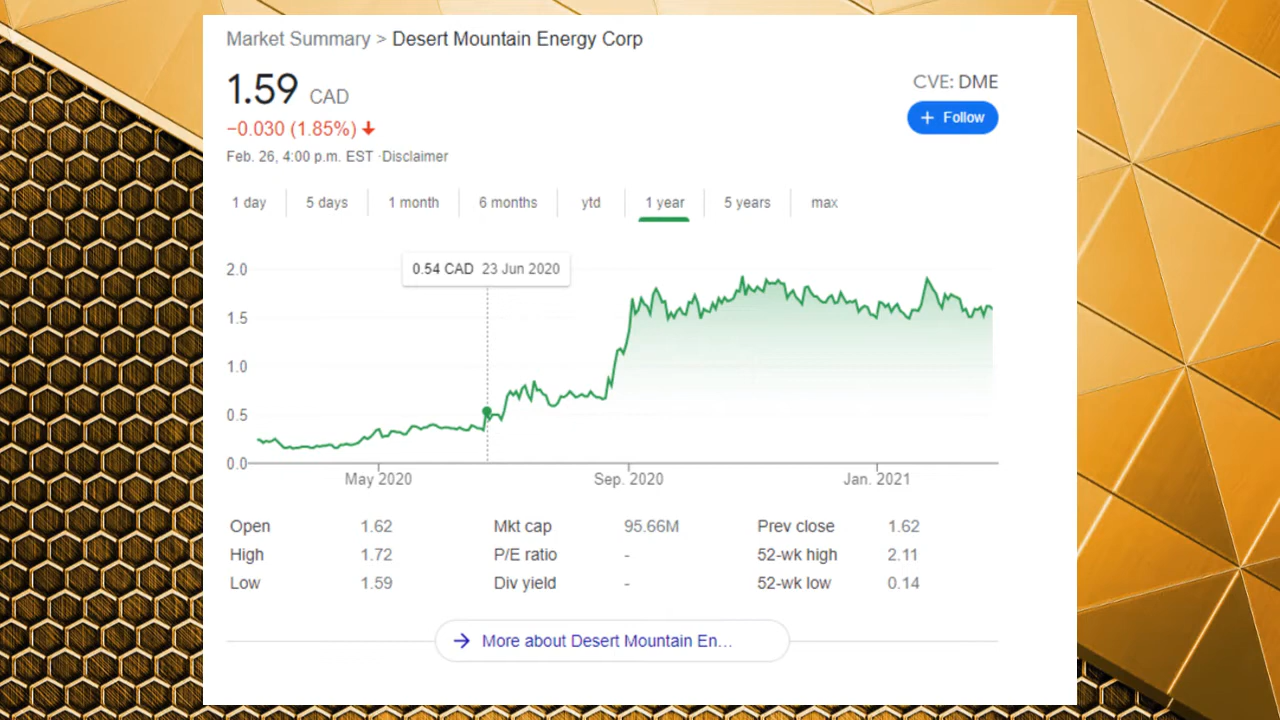 Market Summary > Desert Mountain Energy Corp
1.59 CAD
CVE: DME
−0.030 (1.85%)
+ Follow
Feb. 26, 4:00 p.m. EST ·Disclaimer
1 day 5 days 1 month 6 months ytd 1 year 5 years max
0.54 CAD 23 Jun 2020
2.0
1.5
1.0
0.5
0.0
May 2020 Sep. 2020 Jan. 2021
Open 1.62 Mkt cap 95.66M Prev close 1.62
High 1.72 P/E ratio - 52-wk high 2.11
Low 1.59 Div yield - 52-wk low 0.14
More about Desert Mountain En...